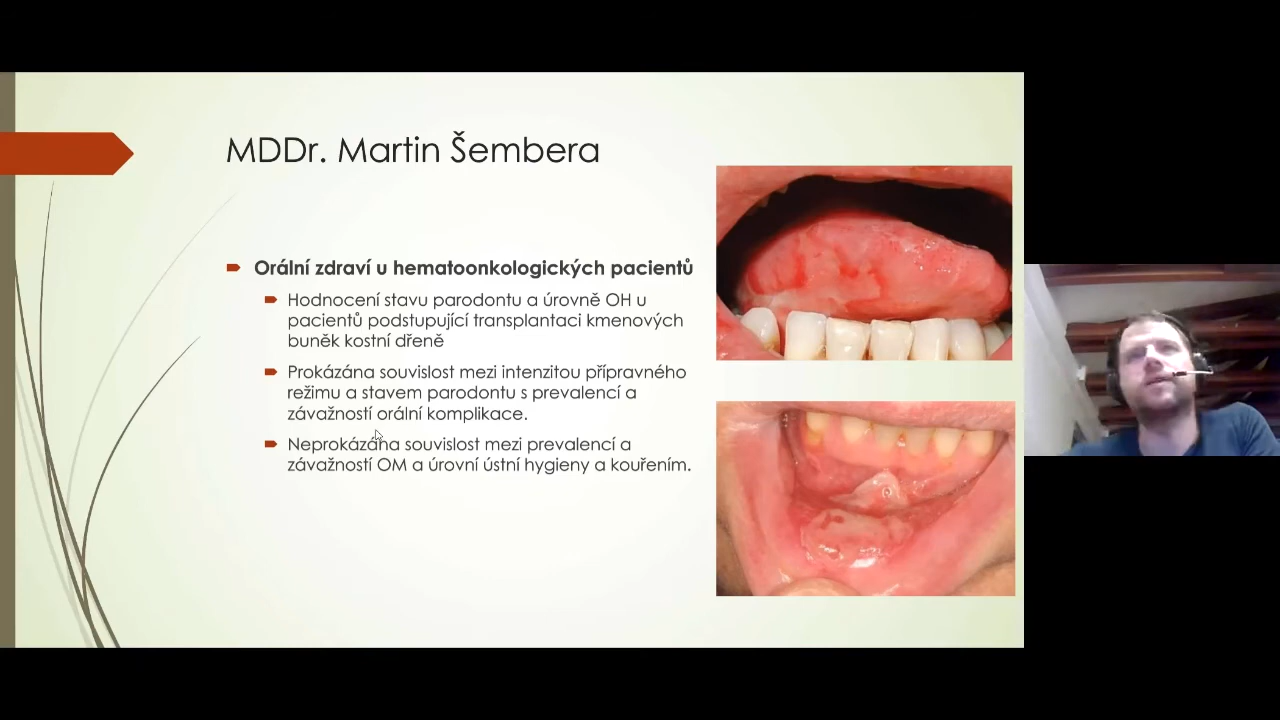 MDDr. Martin Šembera
Orální zdraví u hematoonkologických pacientů
Hodnocení stavu parodontu a úrovně OH u
pacientů podstupující transplantaci kmenových
buněk kostní dřeně
Prokázána souvislost mezi intenzitou přípravného
režimu a stavem parodontu s prevalencí a
závažností orální komplikace.
Neprokázána souvislost mezi prevalencí a
závažností OM a úrovní ústní hygieny a kouřením.